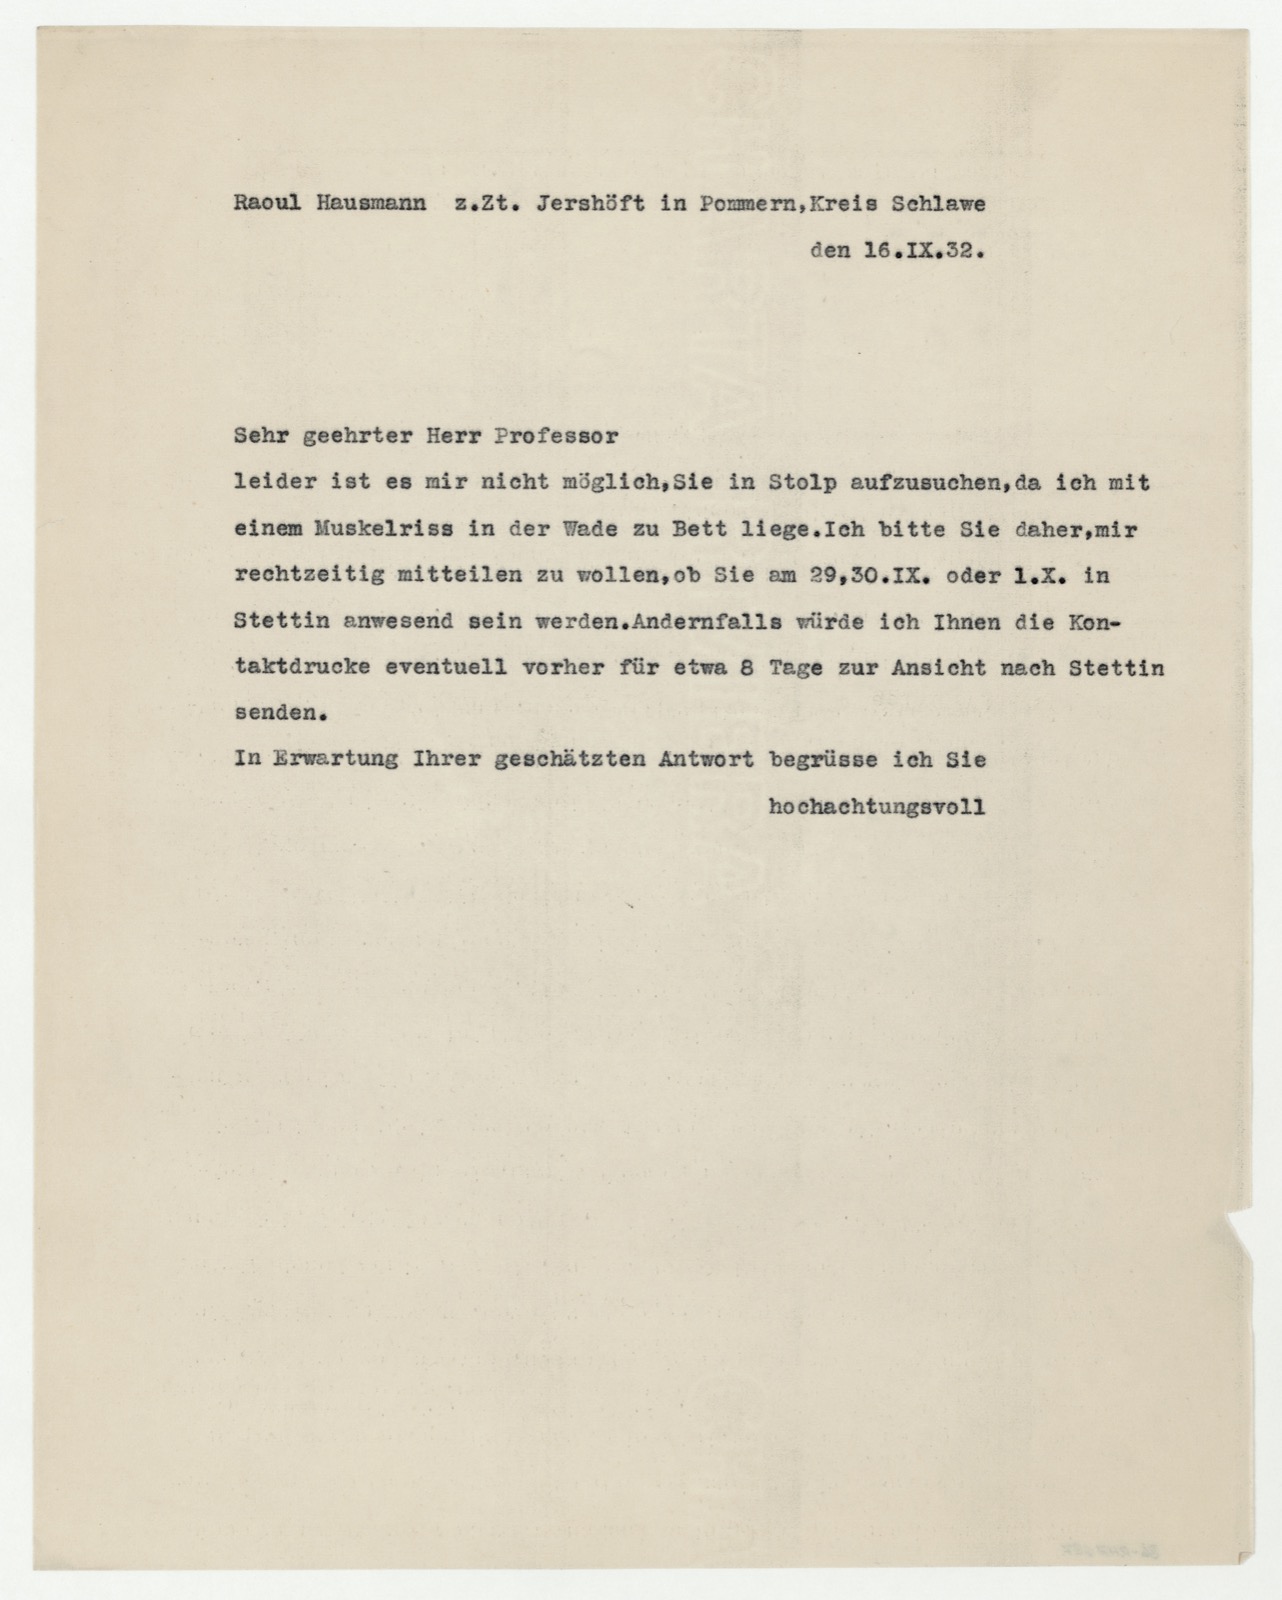 Raoul Hausmann  z.Zt. Jershöft in Pommern,Kreis Schlawe
den 16.IX.32.
Sehr geehrter Herr Professor
leider ist es mir nicht möglich,Sie in Stolp aufzusuchen,da ich mit
einem Muskelriss in der Wade zu Bett liege.Ich bitte Sie daher,mir
rechtzeitig mitteilen zu wollen,ob Sie am 29,30.IX. oder 1.X. in
Stettin anwesend sein werden.Andernfalls würde ich Ihnen die Kon-
taktdrucke eventuell vorher für etwa 8 Tage zur Ansicht nach Stettin
senden.
In Erwartung Ihrer geschätzten Antwort begrüsse ich Sie
hochachtungsvoll